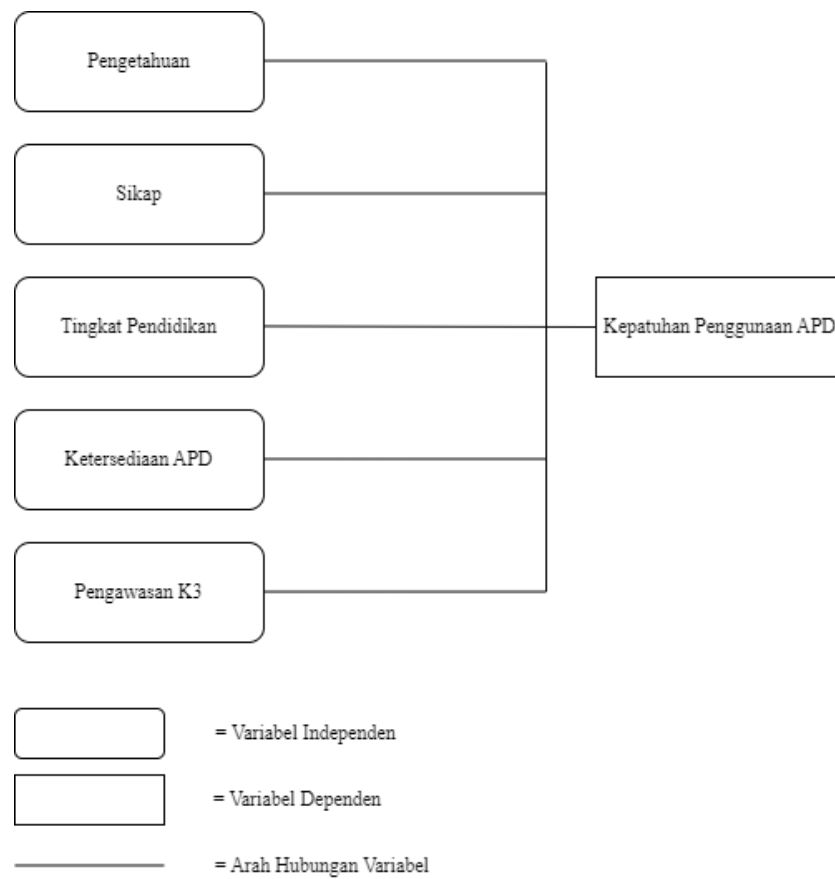 Pengetahuan
Sikap
Tingkat Pendidikan
Kepatuhan Penggunaan APD
Ketersediaan APD
Pengawasan K3
= Variabel Independen
= Variabel Dependen
= Arah Hubungan Variabel